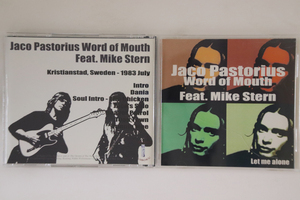 Jaco Pastorius Word of Mouth
Feat. Mike Stern
Kristianstad, Sweden - 1983 July
Intro
Dania
Soul Intro
Jaco Pastorius
Word of Mouth
Feat. Mike Stern
Let me alone